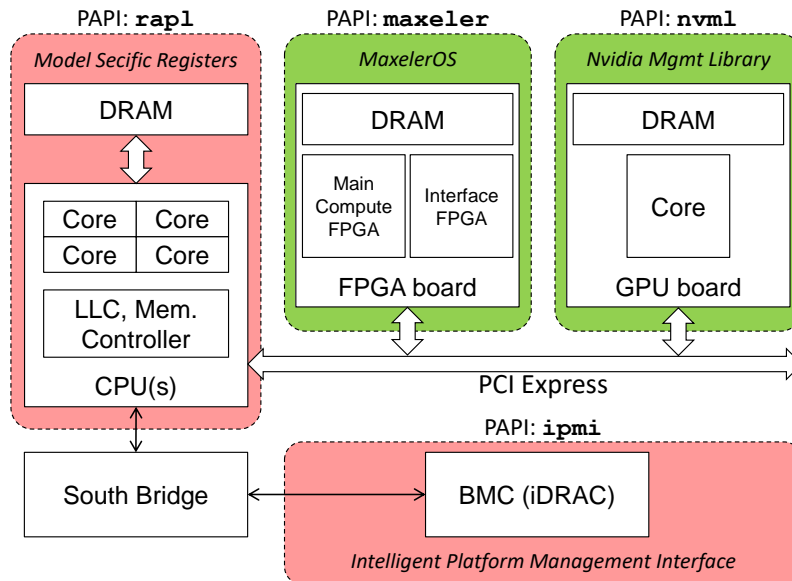 PAPI: rapl
Model Secific Registers
DRAM
Core Core
Core Core
LLC, Mem.
Controller
CPU(s)
PAPI: maxeler
MaxelerOS
DRAM
Main
Compute
FPGA
Interface
FPGA
FPGA board
PAPI: nvml
Nvidia Mgmt Library
DRAM
Core
GPU board
PCI Express
South Bridge
PAPI: ipmi
BMC (iDRAC)
Intelligent Platform Management Interface